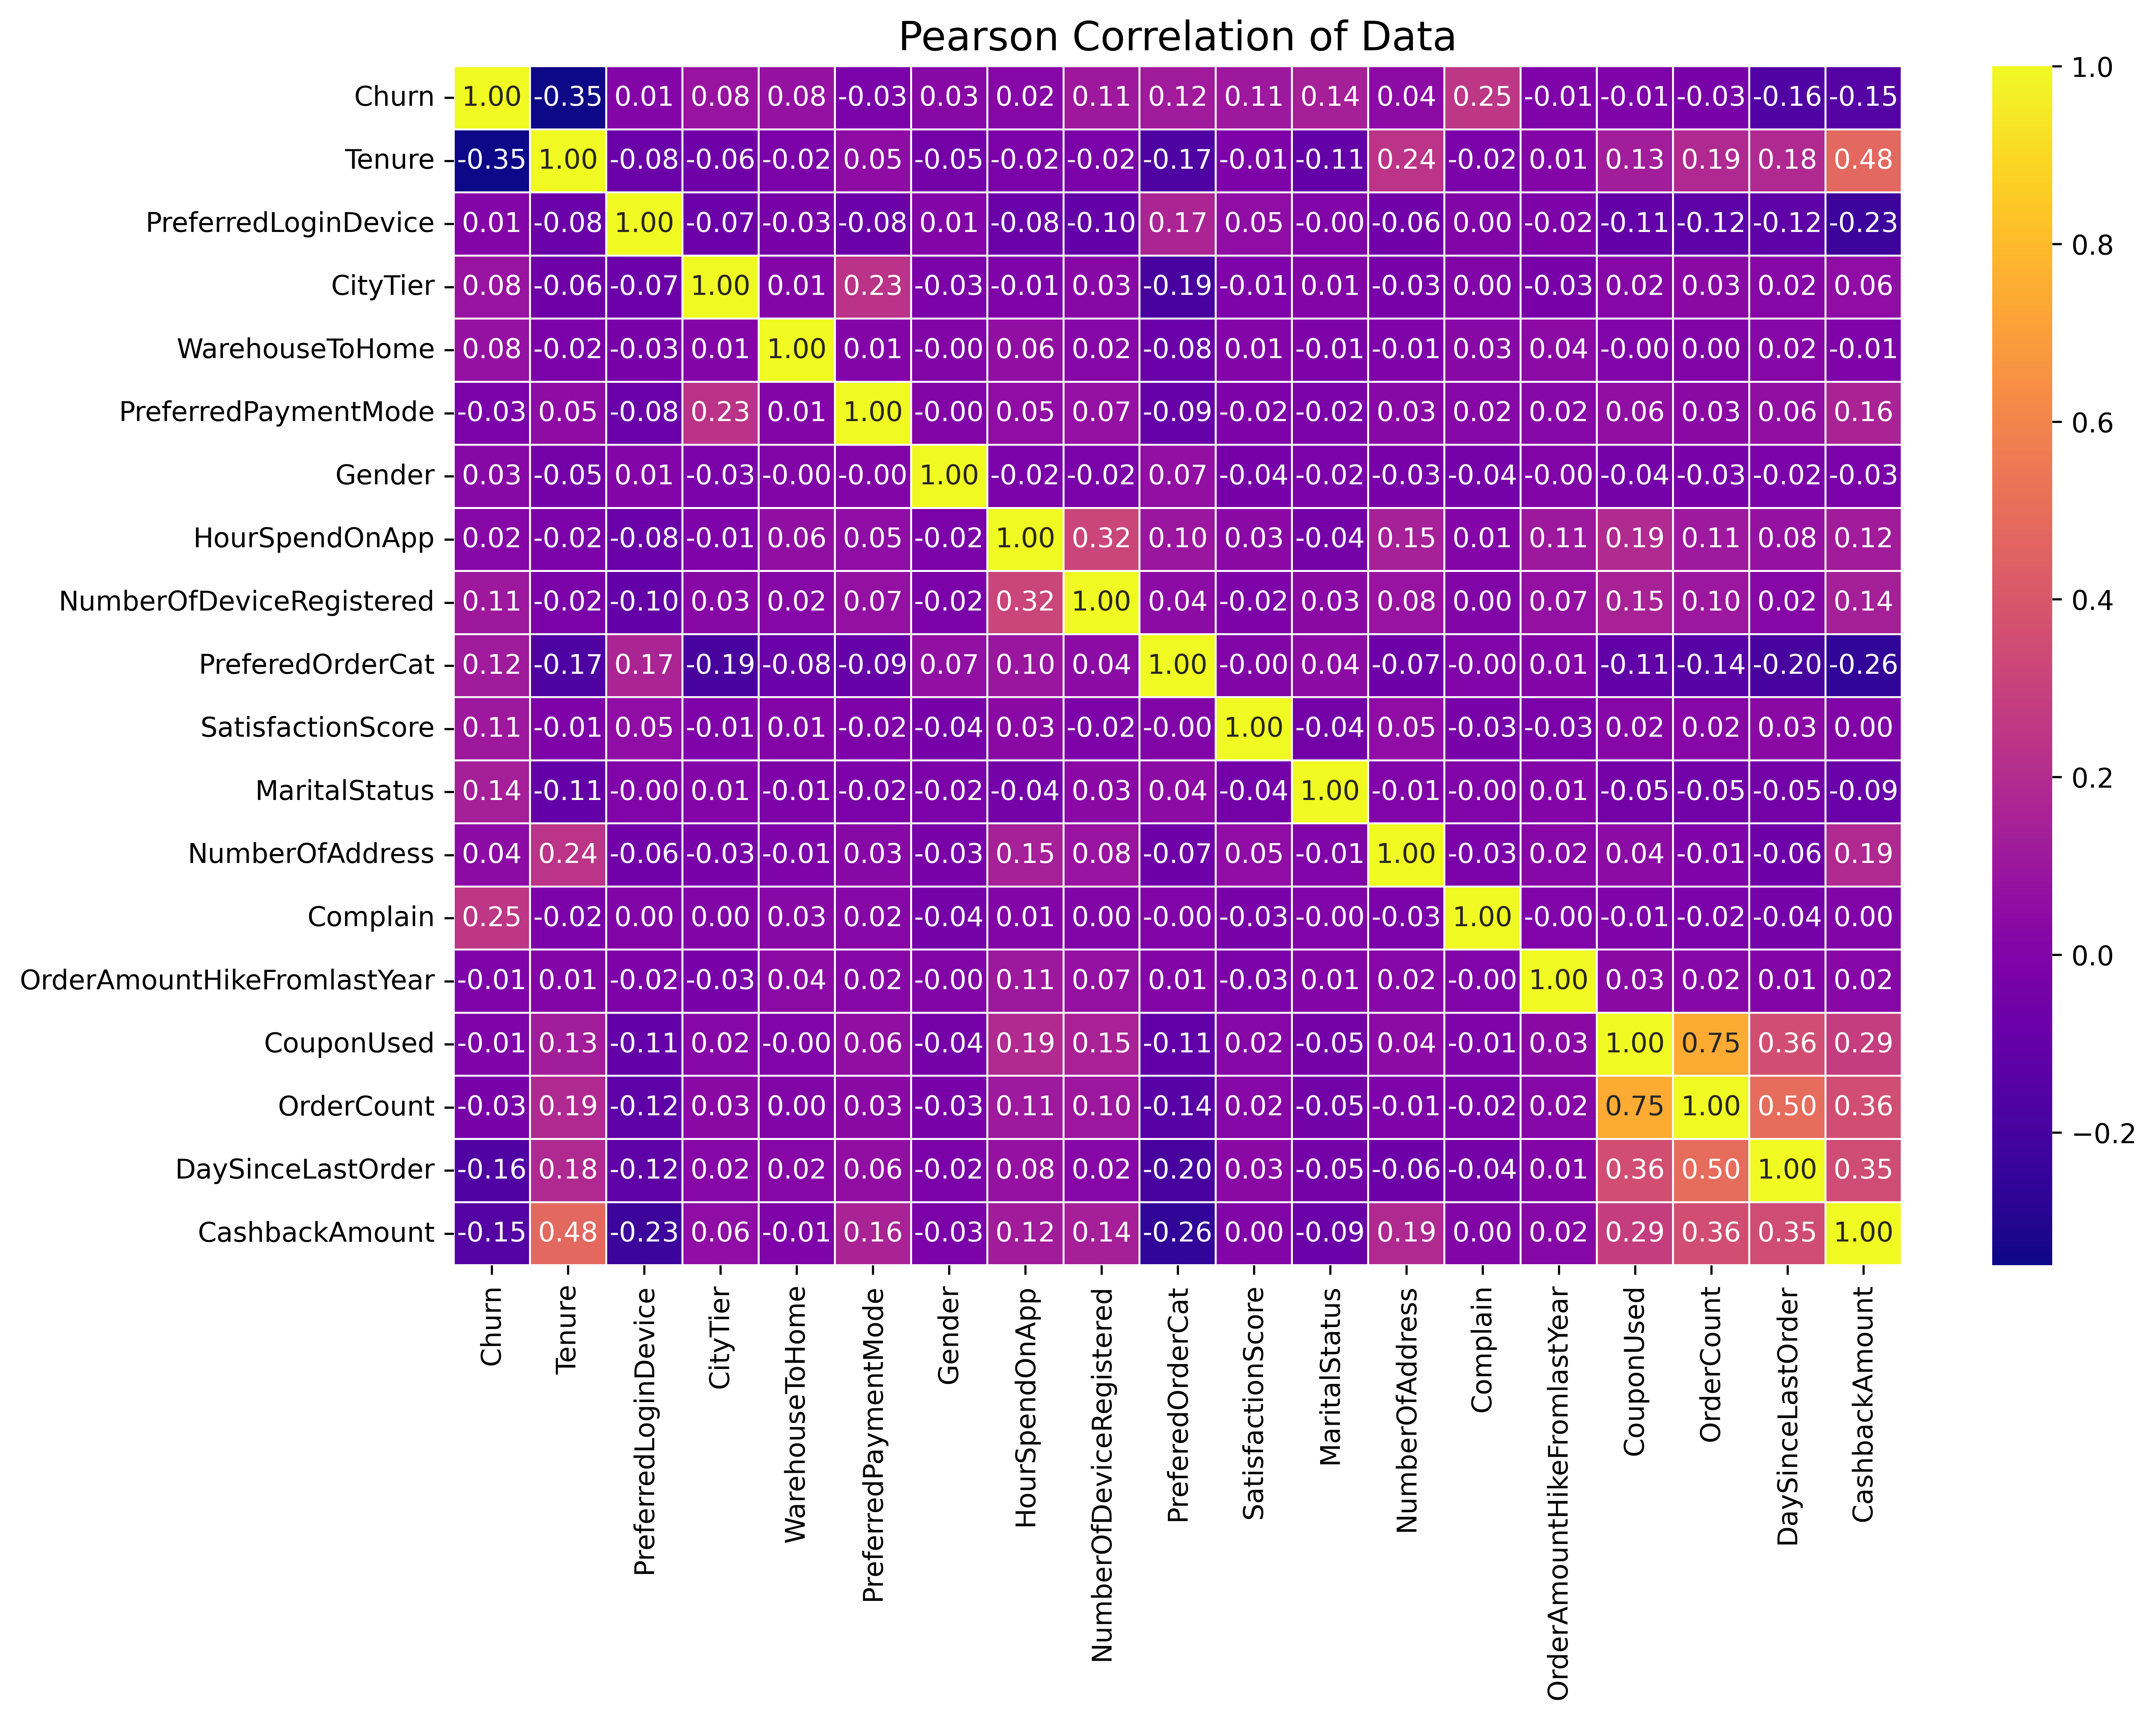 Pearson Correlation of Data
Churn 1.00 -0.35 0.01 0.08 0.08 -0.03 0.03 0.02 0.11 0.12 0.11 0.14 0.04 0.25 -0.01 -0.01 -0.03 -0.16 -0.15
Tenure -0.35 1.00 -0.08 -0.06 -0.02 0.05 -0.05 -0.02 -0.02 -0.17 -0.01 -0.11 0.24 -0.02 0.01 0.13 0.19 0.18 0.48
PreferredLoginDevice 0.01 -0.08 1.00 -0.07 -0.03 -0.08 0.01 -0.08 -0.10 0.17 0.05 -0.00 -0.06 0.00 -0.02 -0.11 -0.12 -0.12 -0.23
CityTier 0.08 -0.06 -0.07 1.00 0.01 0.23 -0.03 -0.01 0.03 -0.19 -0.01 0.01 -0.03 0.00 -0.03 0.02 0.03 0.02 0.06
WarehouseToHome 0.08 -0.02 -0.03 0.01 1.00 0.01 -0.00 0.06 0.02 -0.08 0.01 -0.01 -0.01 0.03 0.04 -0.00 0.00 0.02 -0.01
PreferredPaymentMode -0.03 0.05 -0.08 0.23 0.01 1.00 -0.00 0.05 0.07 -0.09 -0.02 -0.02 0.03 0.02 0.02 0.06 0.03 0.06 0.16
Gender 0.03 -0.05 0.01 -0.03 -0.00 -0.00 1.00 -0.02 -0.02 0.07 -0.04 -0.02 -0.03 -0.04 -0.00 -0.04 -0.03 -0.02 -0.03
HourSpendOnApp 0.02 -0.02 -0.08 -0.01 0.06 0.05 -0.02 1.00 0.32 0.10 0.03 -0.04 0.15 0.01 0.11 0.19 0.11 0.08 0.12
NumberOfDeviceRegistered 0.11 -0.02 -0.10 0.03 0.02 0.07 -0.02 0.32 1.00 0.04 -0.02 0.03 0.08 0.00 0.07 0.15 0.10 0.02 0.14
PreferedOrderCat 0.12 -0.17 0.17 -0.19 -0.08 -0.09 0.07 0.10 0.04 1.00 -0.00 0.04 -0.07 -0.00 0.01 -0.11 -0.14 -0.20 -0.26
SatisfactionScore 0.11 -0.01 0.05 -0.01 0.01 -0.02 -0.04 0.03 -0.02 -0.00 1.00 -0.04 0.05 -0.03 -0.03 0.02 0.02 0.03 0.00
MaritalStatus 0.14 -0.11 -0.00 0.01 -0.01 -0.02 -0.02 -0.04 0.03 0.04 -0.04 1.00 -0.01 -0.00 0.01 -0.05 -0.05 -0.05 -0.09
NumberOfAddress 0.04 0.24 -0.06 -0.03 -0.01 0.03 -0.03 0.15 0.08 -0.07 0.05 -0.01 1.00 -0.03 0.02 0.04 -0.01 -0.06 0.19
Complain 0.25 -0.02 0.00 0.00 0.03 0.02 -0.04 0.01 0.00 -0.00 -0.03 -0.00 -0.03 1.00 -0.00 -0.01 -0.02 -0.04 0.00
OrderAmountHikeFromlastYear -0.01 0.01 -0.02 -0.03 0.04 0.02 -0.00 0.11 0.07 0.01 -0.03 0.01 0.02 -0.00 1.00 0.03 0.02 0.01 0.02
CouponUsed -0.01 0.13 -0.11 0.02 -0.00 0.06 -0.04 0.19 0.15 -0.11 0.02 -0.05 0.04 -0.01 0.03 1.00 0.75 0.36 0.29
OrderCount -0.03 0.19 -0.12 0.03 0.00 0.03 -0.03 0.11 0.10 -0.14 0.02 -0.05 -0.01 -0.02 0.02 0.75 1.00 0.50 0.36
DaySinceLastOrder -0.16 0.18 -0.12 0.02 0.02 0.06 -0.02 0.08 0.02 -0.20 0.03 -0.05 -0.06 -0.04 0.01 0.36 0.50 1.00 0.35
CashbackAmount -0.15 0.48 -0.23 0.06 -0.01 0.16 -0.03 0.12 0.14 -0.26 0.00 -0.09 0.19 0.00 0.02 0.29 0.36 0.35 1.00
Churn
Tenure
PreferredLoginDevice
CityTier
WarehouseToHome
PreferredPaymentMode
Gender
HourSpendOnApp
NumberOfDeviceRegistered
PreferedOrderCat
SatisfactionScore
MaritalStatus
NumberOfAddress
Complain
OrderAmountHikeFromlastYear
CouponUsed
OrderCount
DaySinceLastOrder
CashbackAmount
1.0
0.8
0.6
0.4
0.2
0.0
−0.2